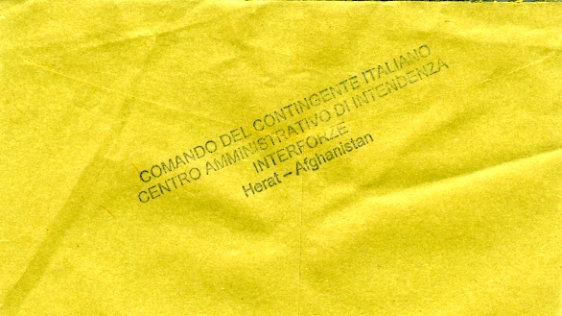 COMANDO DEL CONTINGENTE ITALIANO
CENTRO AMMINISTRATIVO DI INTENDENZA
INTERFORZE
Herat – Afghanistan